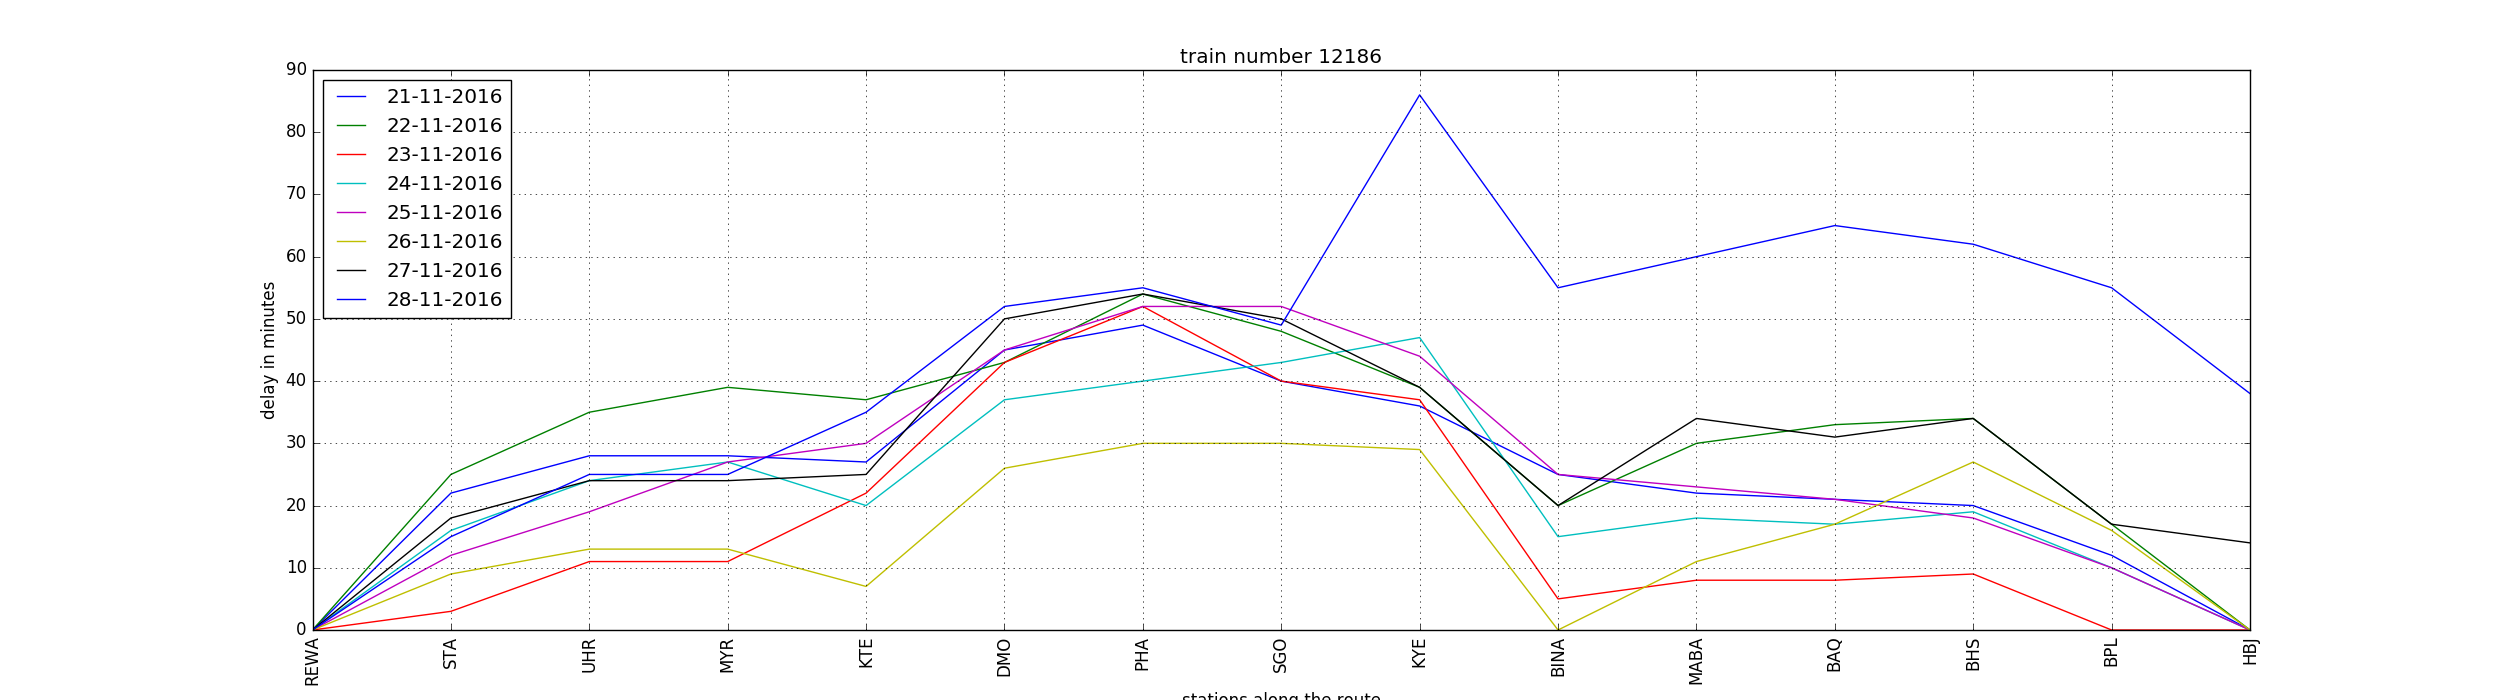 train number 12186
90
80
70
60
50
40
30
20
10
0
delay in minutes
21-11-2016
22-11-2016
23-11-2016
24-11-2016
25-11-2016
26-11-2016
27-11-2016
28-11-2016
REWA
STA
UHR
MYR
KTE
DMO
PHA
SGO
KYE
BINA
MABA
BAQ
BHS
BPL
HBJ
stations along the route